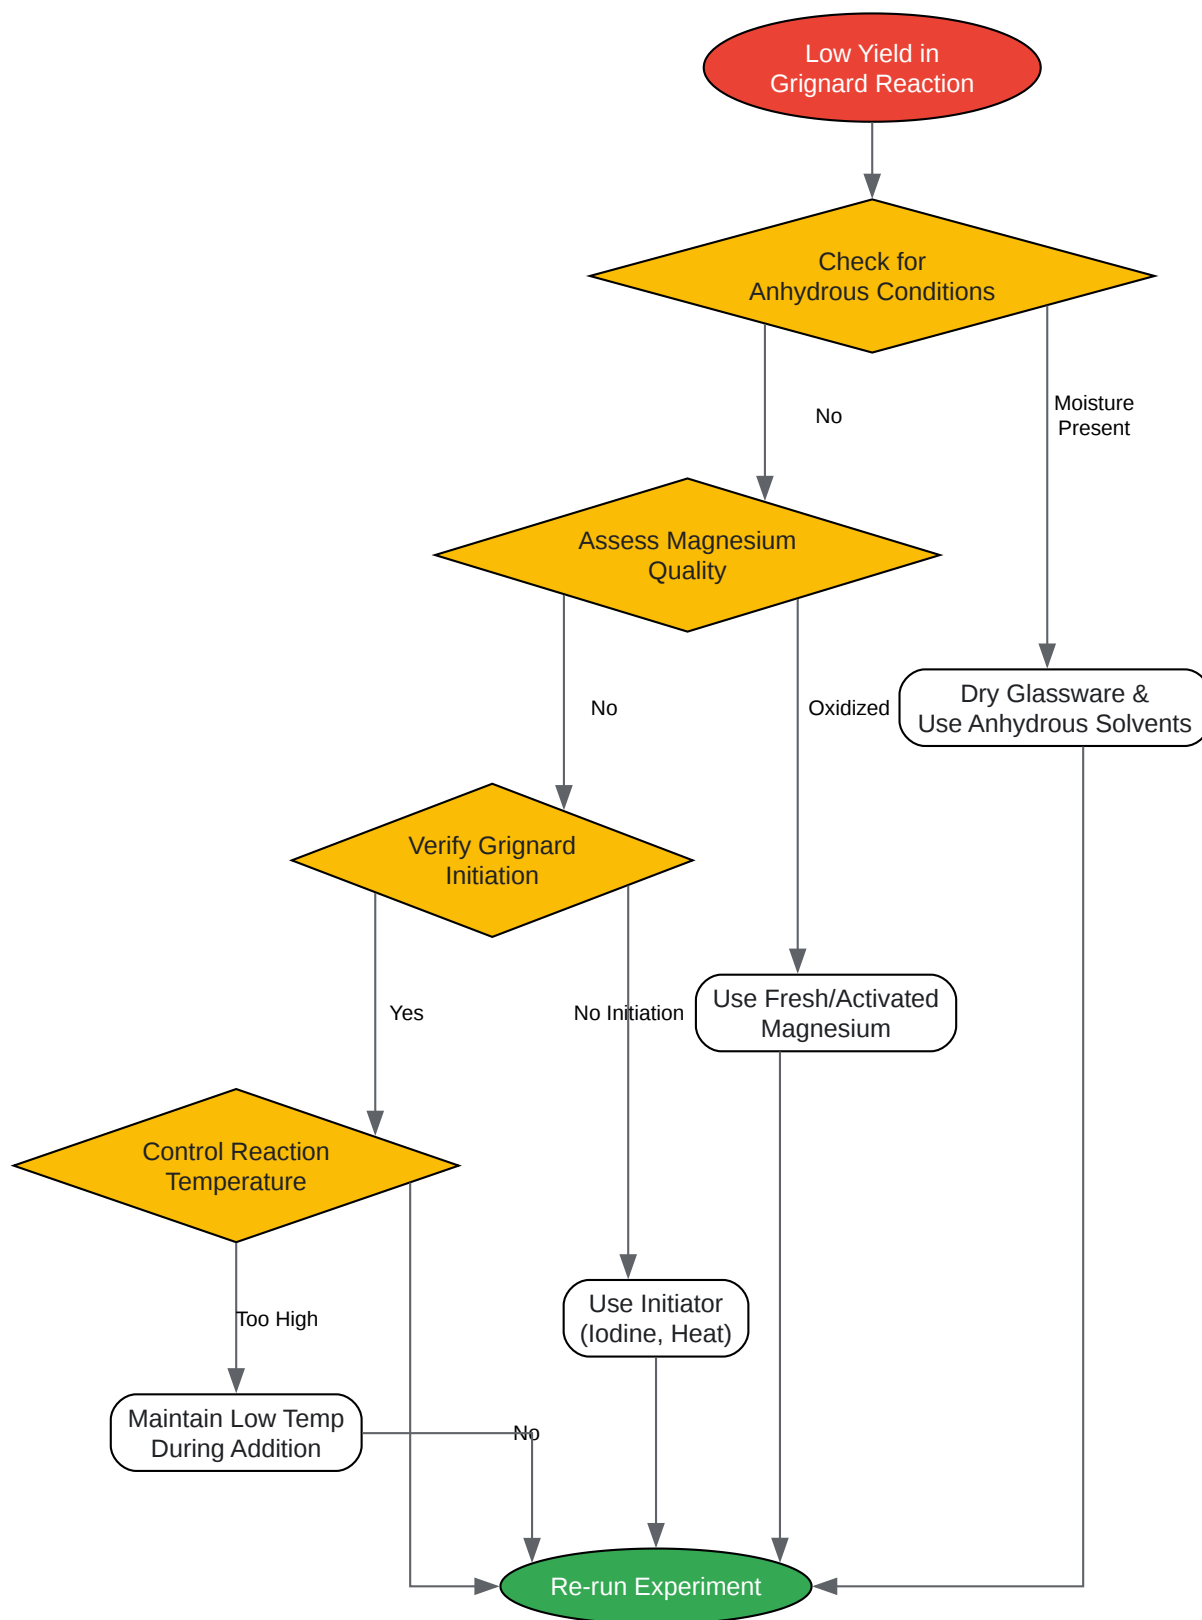 Low Yield in
Grignard Reaction
Check for
Anhydrous Conditions
No
Moisture
Present
Assess Magnesium
Quality
No
Oxidized
Dry Glassware &
Use Anhydrous Solvents
Verify Grignard
Initiation
Yes
No Initiation
Use Fresh/Activated
Magnesium
Control Reaction
Temperature
Too High
Use Initiator
(Iodine, Heat)
Maintain Low Temp
During Addition
No
Re-run Experiment